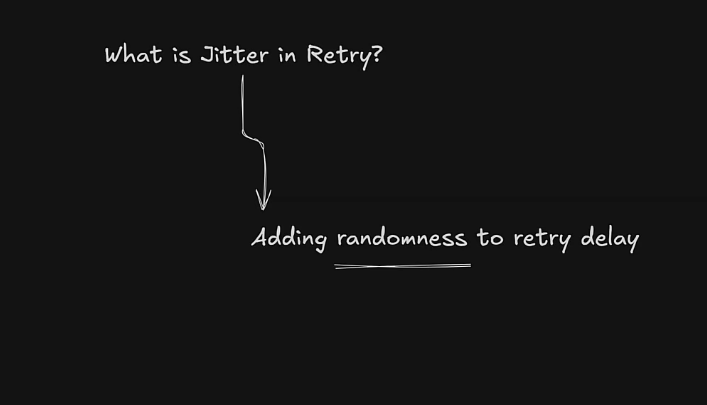 What is Jitter in Retry?
Adding randomness to retry delay